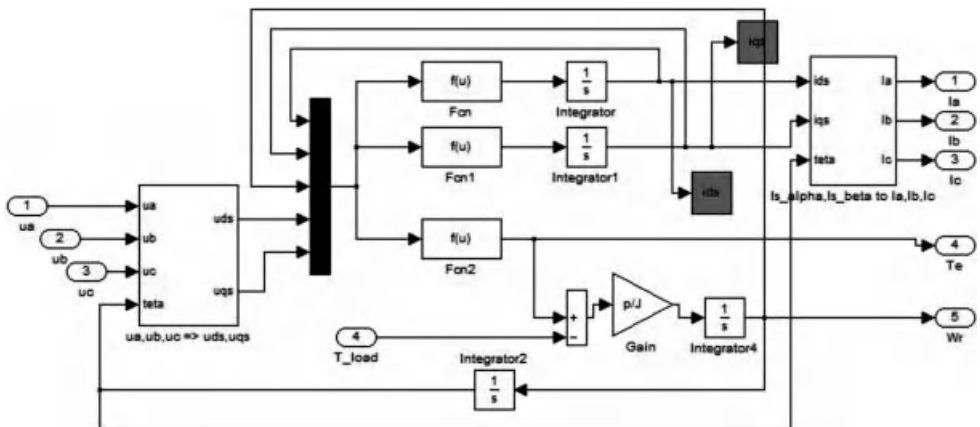 iqs
f(u)
1
s
Fcn
Integrator
f(u)
1
s
Fcn1
Integrator1
ids
iqs
teta
Ia
Ib
Ic
1
Ia
2
Ib
3
Ic
Is_alpha,Is_beta to Ia,Ib,Ic
ids
1
ua
2
ub
3
uc
ua
ub
uc
teta
uds
uqs
ua,ub,uc => uds,uqs
f(u)
Fcn2
4
Te
4
T_load
+
−
p/J
Gain
1
s
Integrator4
5
Wr
Integrator2
1
s